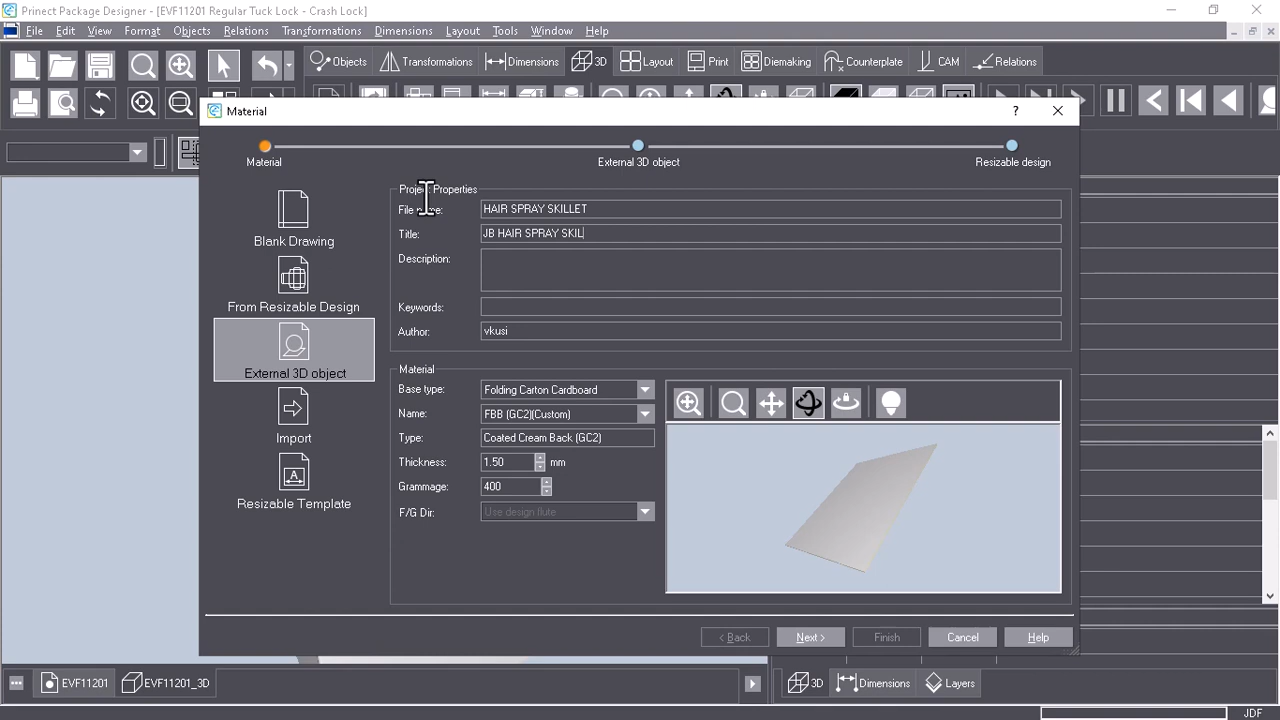 Prinect Package Designer - [EVF11201 Regular Tuck Lock - Crash Lock]
File Edit View Format Objects Relations Transformations Dimensions Layout Tools Window Help
Objects Transformations Dimensions 3D Layout Print Diemaking Counterplate CAM Relations
Material
?
Material External 3D object Resizable design
Blank Drawing
From Resizable Design
External 3D object
Import
Resizable Template
Project Properties
File name: HAIR SPRAY SKILLET
Title: JB HAIR SPRAY SKIL
Description:
Keywords:
Author: vkusi
Material
Base type: Folding Carton Cardboard
Name: FBB (GC2)(Custom)
Type: Coated Cream Back (GC2)
Thickness: 1.50 mm
Grammage: 400
F/G Dir: Use design flute
< Back Next > Finish Cancel Help
EVF11201 EVF11201_3D 3D Dimensions Layers
JDF